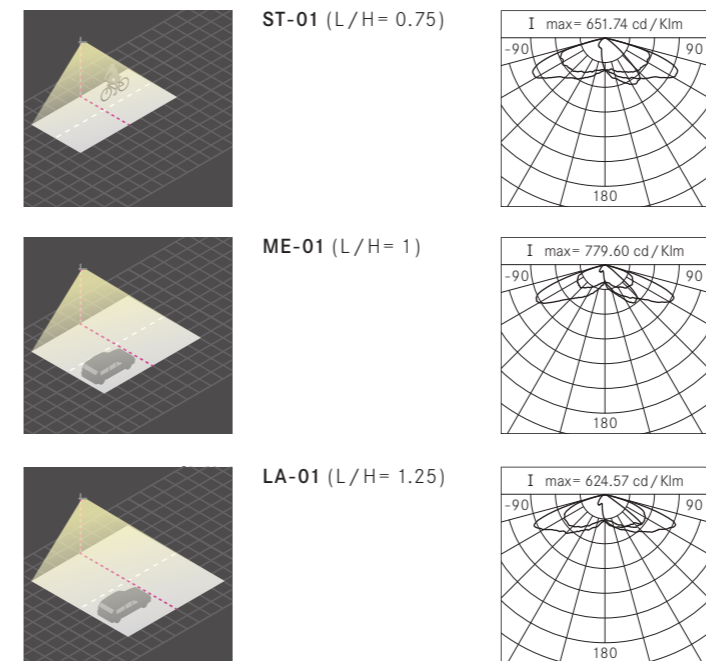 ST-01 (L/H= 0.75)
I max= 651.74 cd/Klm
-90 90
180
ME-01 (L/H= 1)
I max= 779.60 cd/Klm
-90 90
180
LA-01 (L/H= 1.25)
I max= 624.57 cd/Klm
-90 90
180